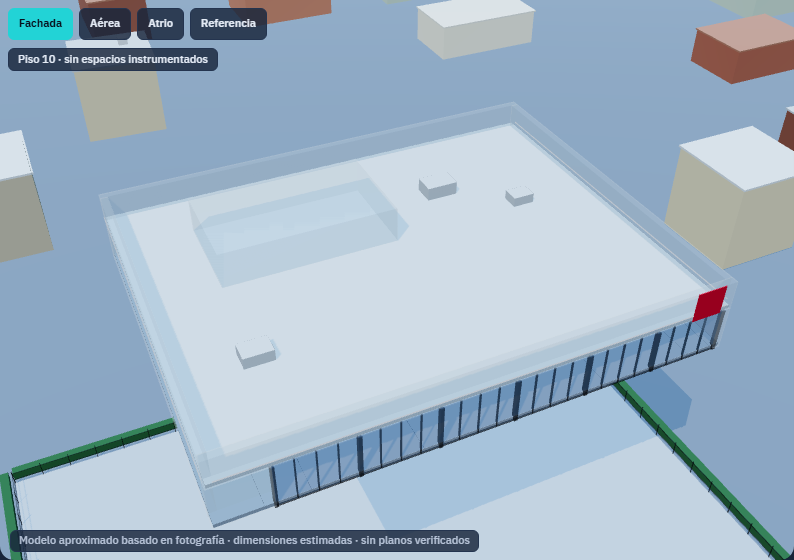 Fachada Aérea Atrio Referencia
Piso 10 · sin espacios instrumentados
Modelo aproximado basado en fotografía · dimensiones estimadas · sin planos verificados